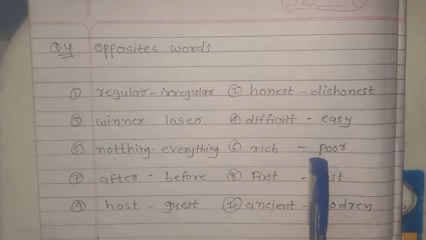 Q4 Opposites words
① regular - irregular ② honest - dishonest
③ winner loser ④ difficult - easy
⑤ notthing - everything ⑥ rich - poor
⑦ after - before ⑧ First -
⑨ host - guest ⑩ ancient -